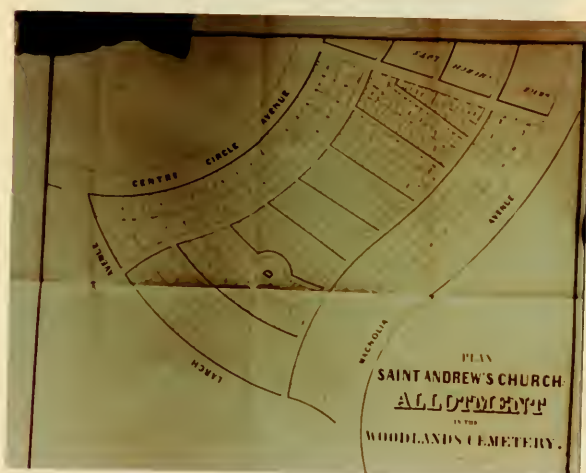 CENTRE CIRCLE AVENUE
AVENUE
LARCH
MAGNOLIA
AVENUE
D
PLAN
SAINT ANDREW'S CHURCH
ALLOTMENT
IN THE
WOODLANDS CEMETERY.